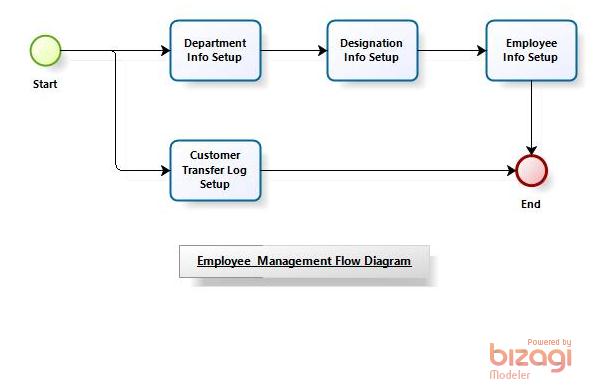 Department
Info Setup
Designation
Info Setup
Employee
Info Setup
Start
Customer
Transfer Log
Setup
End
Employee  Management Flow Diagram
Powered by
bizagi
Modeler